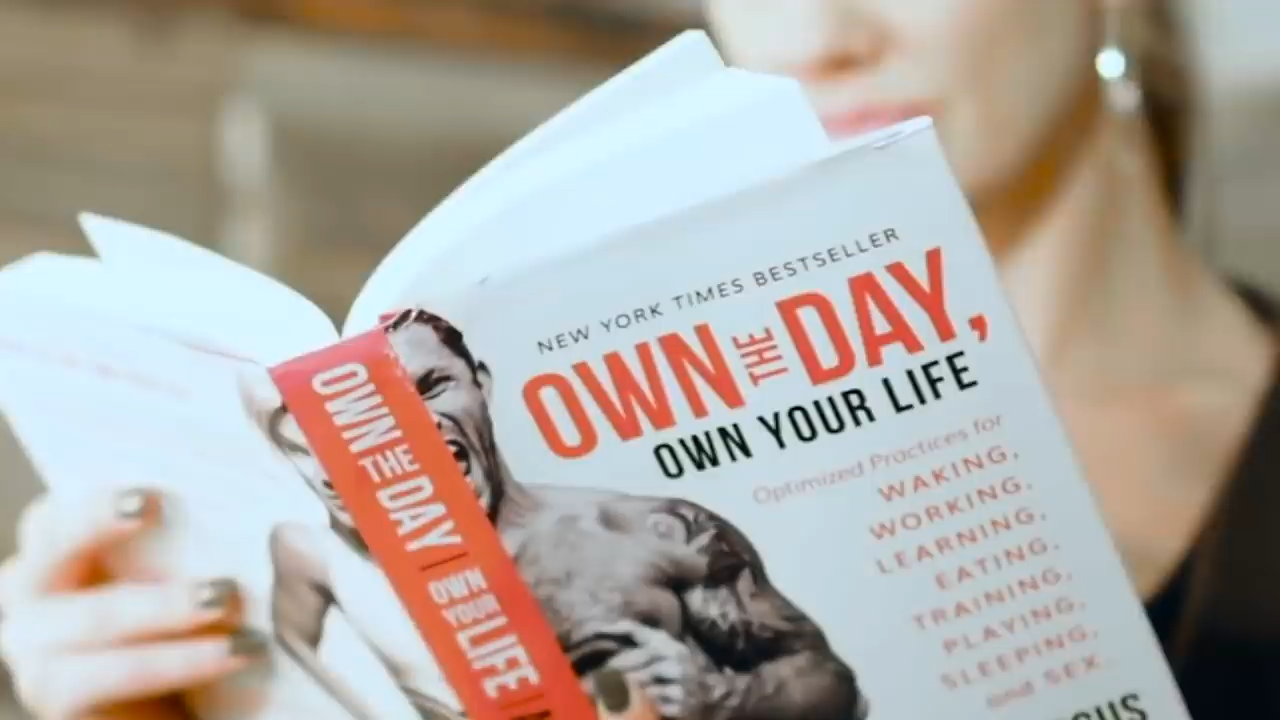 NEW YORK TIMES BESTSELLER
OWN THE DAY,
OWN YOUR LIFE
Optimized Practices for
WAKING,
WORKING,
LEARNING,
EATING,
TRAINING,
PLAYING,
SLEEPING,
and SEX
OWN THE DAY | OWN YOUR LIFE |